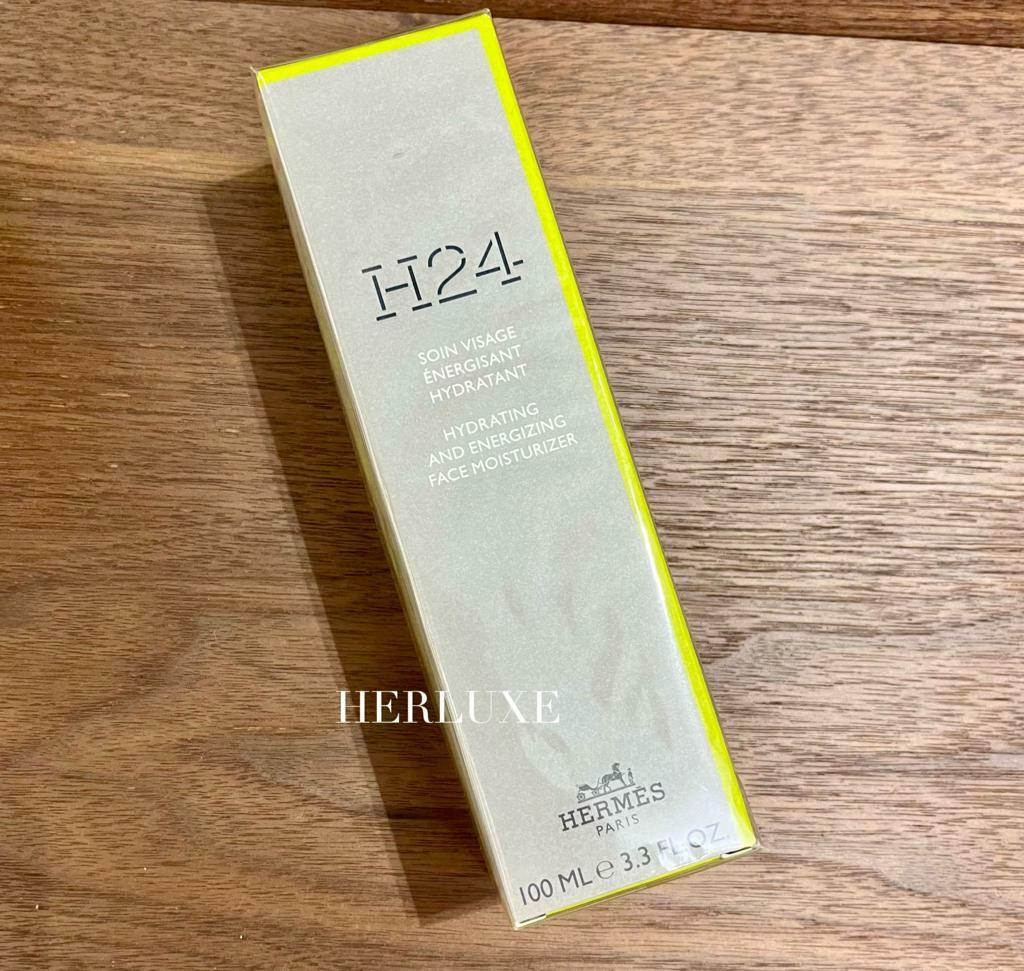 H24
SOIN VISAGE
ÉNERGISANT
HYDRATANT
HYDRATING
AND ENERGIZING
FACE MOISTURIZER
HERLUXE
HERMÈS
PARIS
100 ML e 3.3 FL.OZ.